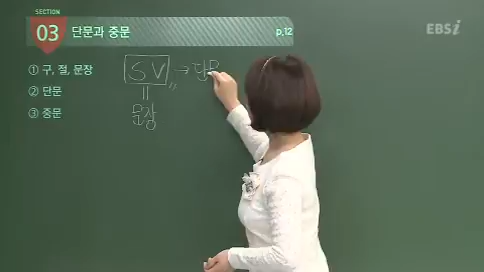 SECTION
03 단문과 중문 p.12
EBSi
① 구, 절, 문장
② 단문
③ 중문
SV → 단
문장